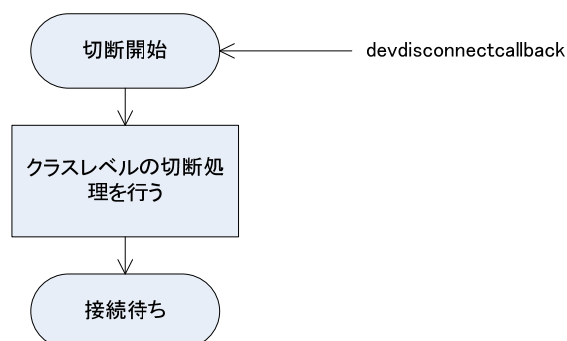 切断開始
devdisconnectcallback
クラスレベルの切断処
理を行う
接続待ち